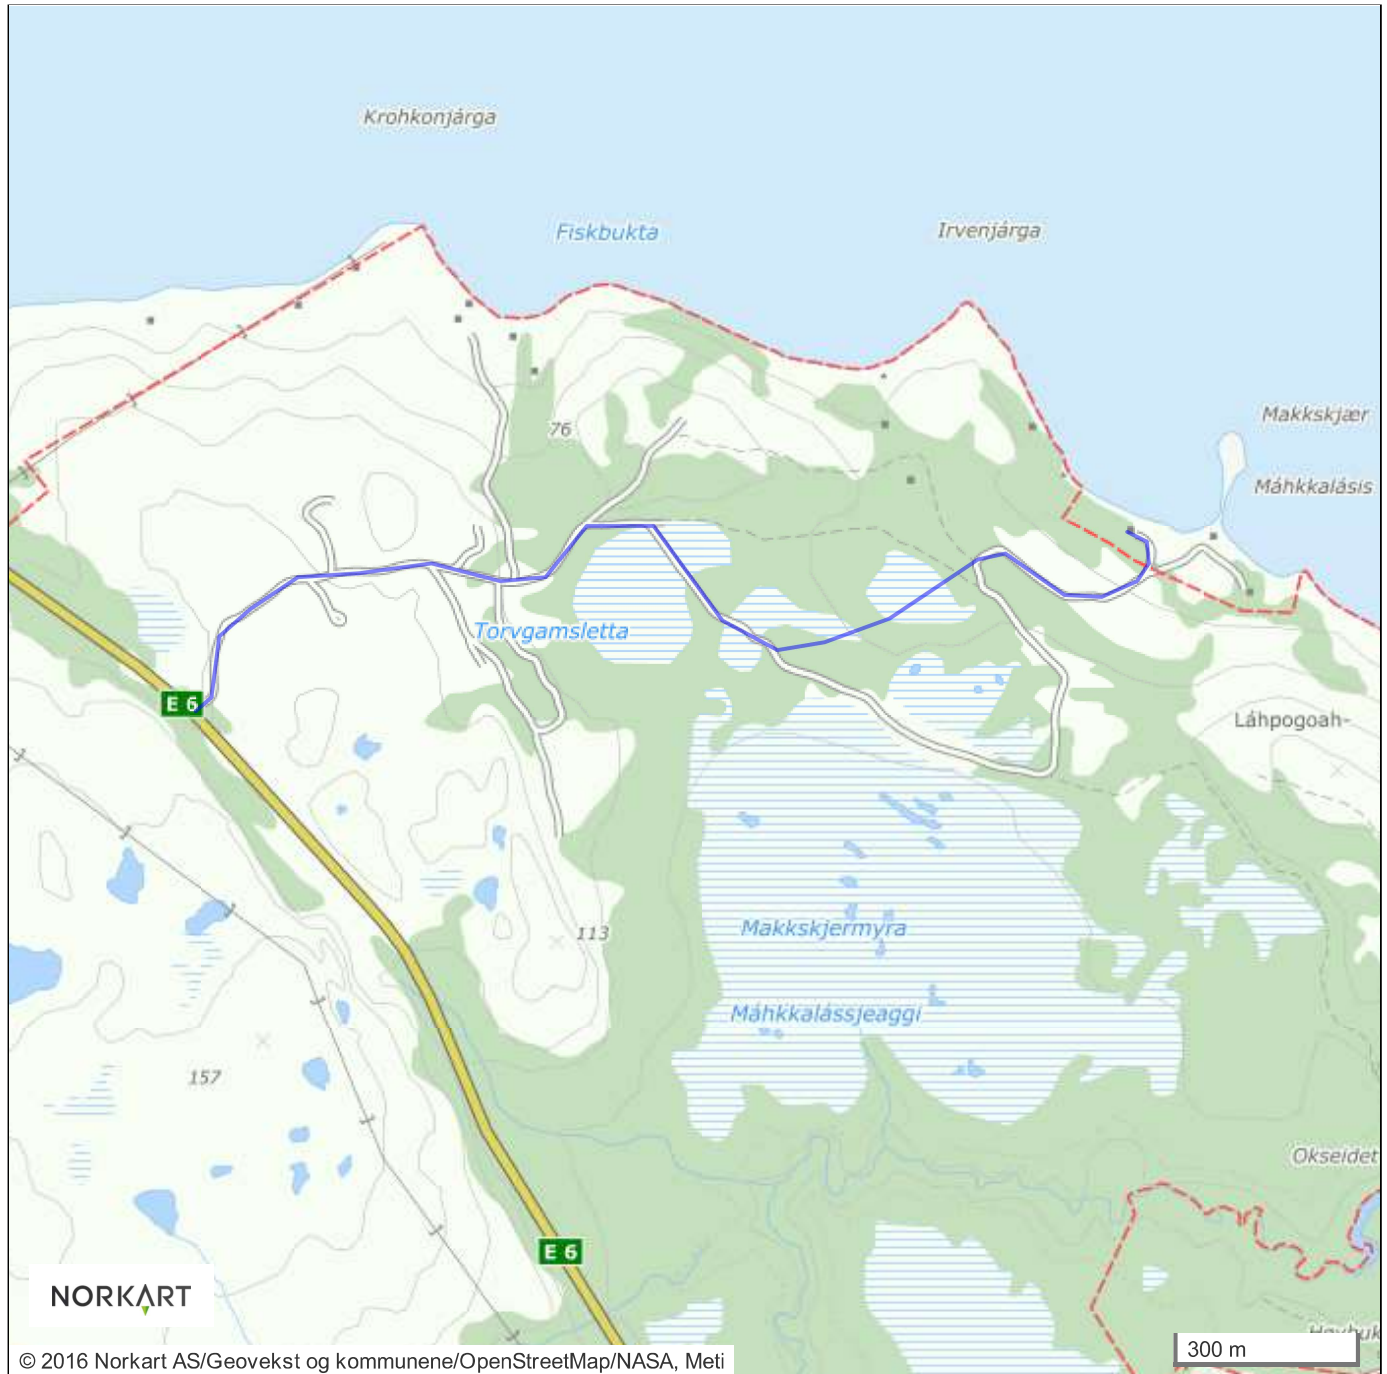 Krohkonjárga
Fiskbukta
Irvenjárga
Makkskjær
76
Máhkkalásis
Torvgamsletta
E 6
Láhpogoah-
Makkskjermyra
113
Máhkkalássjeaggi
157
Okseidet
E 6
NORKART
300 m
© 2016 Norkart AS/Geovekst og kommunene/OpenStreetMap/NASA, Meti